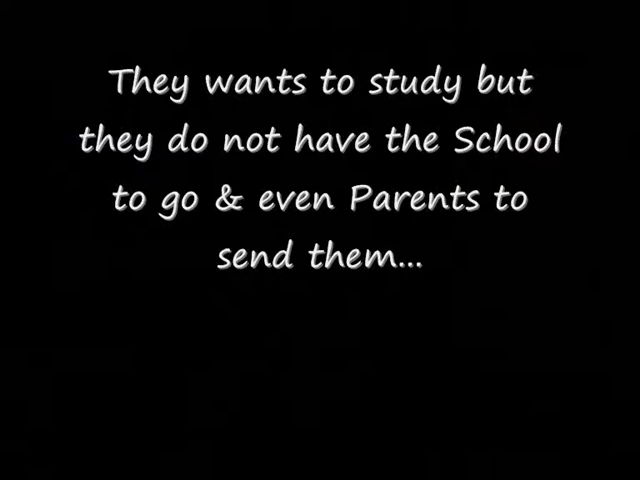 They wants to study but
they do not have the School
to go & even Parents to
send them...